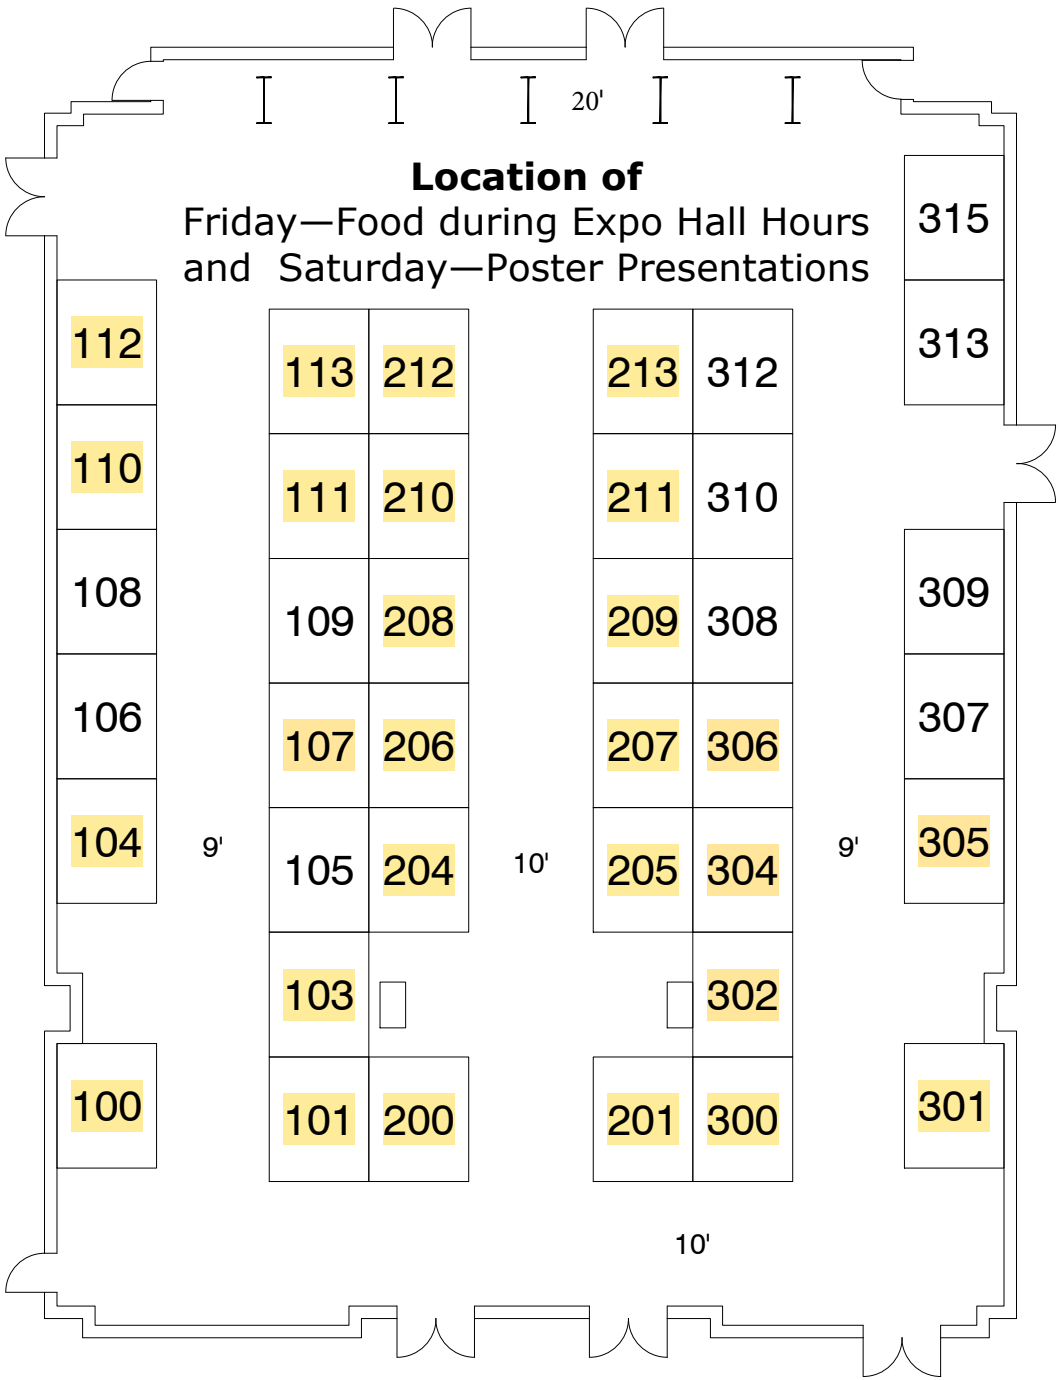 20'
Location of
Friday—Food during Expo Hall Hours
and Saturday—Poster Presentations
315
112
313
113 212 213 312
110
111 210 211 310
108
309
109 208 209 308
106
307
107 206 207 306
104
9'
9'
305
105 204
10'
205 304
103
302
100
301
101 200 201 300
10'